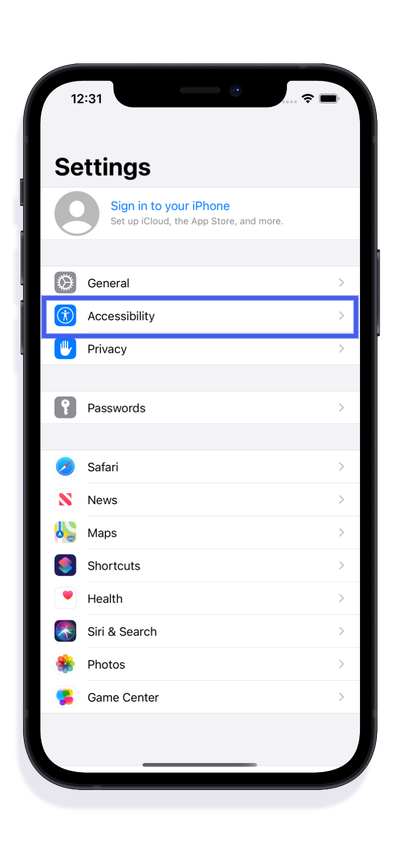 12:31
Settings
Sign in to your iPhone
Set up iCloud, the App Store, and more.
General
Accessibility
Privacy
Passwords
Safari
News
Maps
Shortcuts
Health
Siri & Search
Photos
Game Center